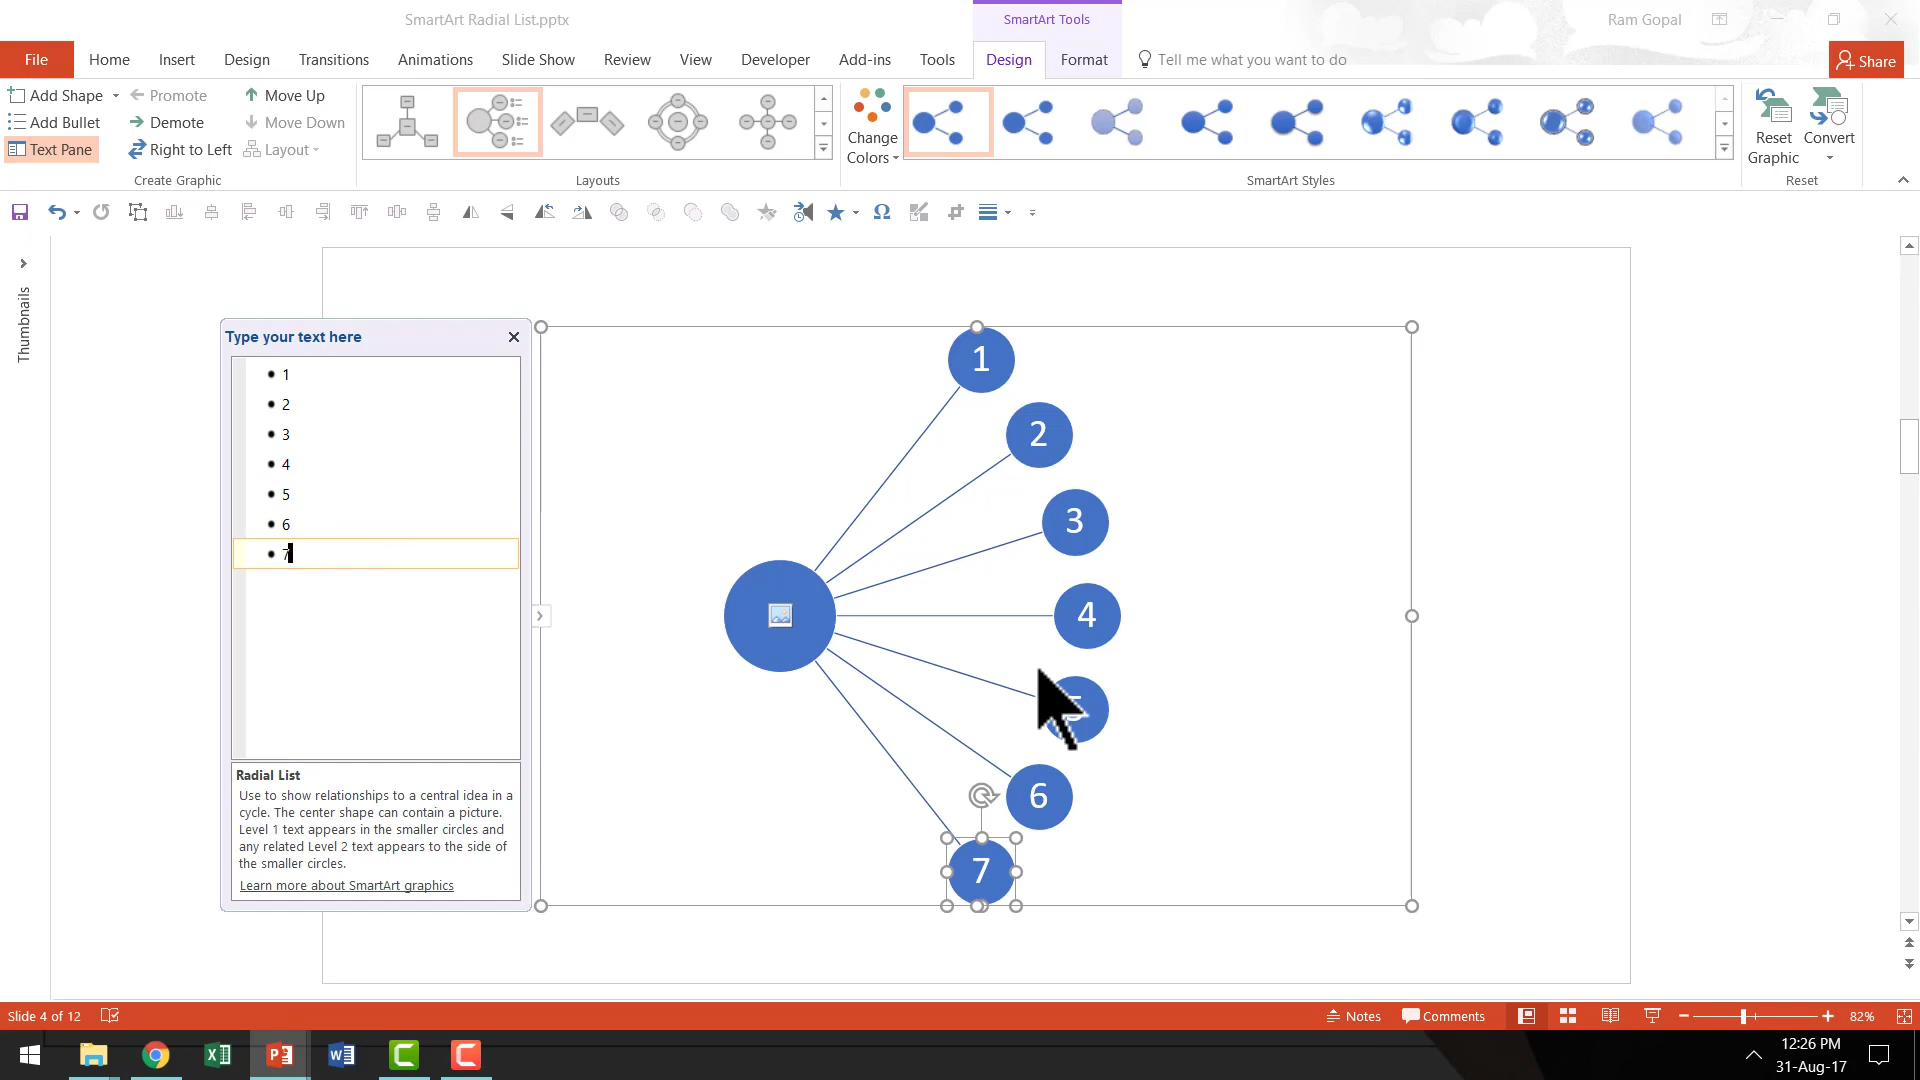 SmartArt Radial List.pptx
SmartArt Tools
Ram Gopal
File Home Insert Design Transitions Animations Slide Show Review View Developer Add-ins Tools Design Format Tell me what you want to do Share
Add Shape Promote Move Up
Add Bullet Demote Move Down
Text Pane Right to Left Layout
Create Graphic
Layouts
Change
Colors
SmartArt Styles
Reset
Graphic
Convert
Reset
Thumbnails
Type your text here
1
2
3
4
5
6
7
Radial List
Use to show relationships to a central idea in a
cycle. The center shape can contain a picture.
Level 1 text appears in the smaller circles and
any related Level 2 text appears to the side of
the smaller circles.
Learn more about SmartArt graphics
1
2
3
4
6
7
Slide 4 of 12
Notes Comments 82%
12:26 PM
31-Aug-17